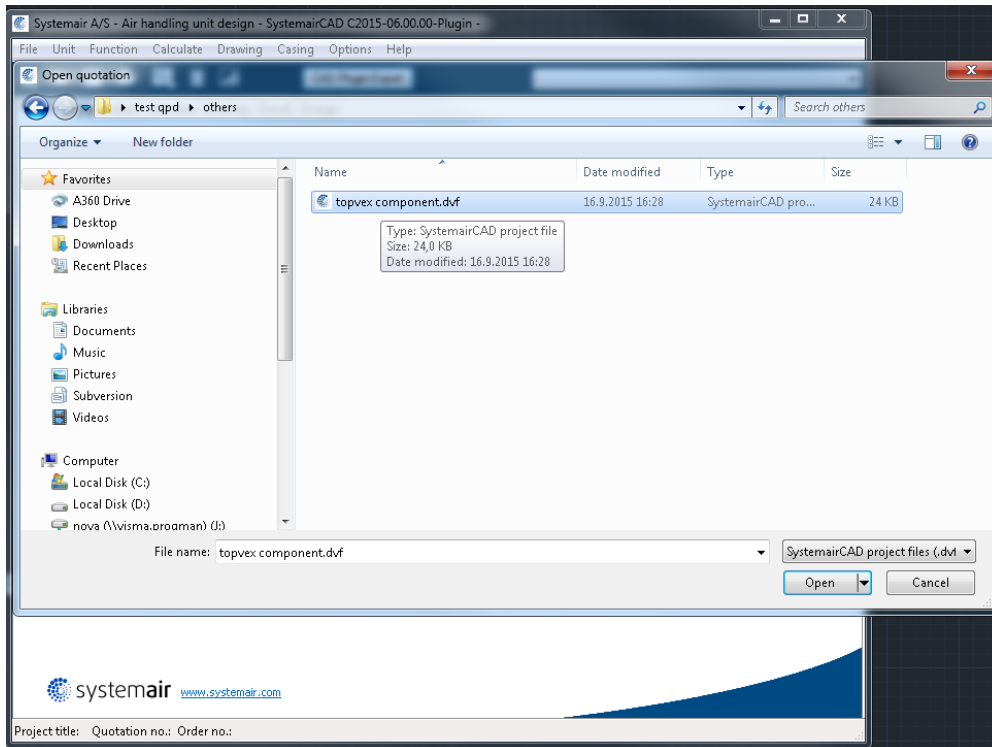 Systemair A/S - Air handling unit design - SystemairCAD C2015-06.00.00-Plugin -
File Unit Function Calculate Drawing Casing Options Help
Open quotation
test qpd others
Search others
Organize New folder
Name Date modified Type Size
Favorites
A360 Drive
Desktop
Downloads
Recent Places
Libraries
Documents
Music
Pictures
Subversion
Videos
Computer
Local Disk (C:)
Local Disk (D:)
nova (\\visma.progman) (J:)
topvex component.dvf 16.9.2015 16:28 SystemairCAD pro... 24 KB
Type: SystemairCAD project file
Size: 24,0 KB
Date modified: 16.9.2015 16:28
File name: topvex component.dvf
SystemairCAD project files (.dvf
Open Cancel
systemair www.systemair.com
Project title: Quotation no.: Order no.: